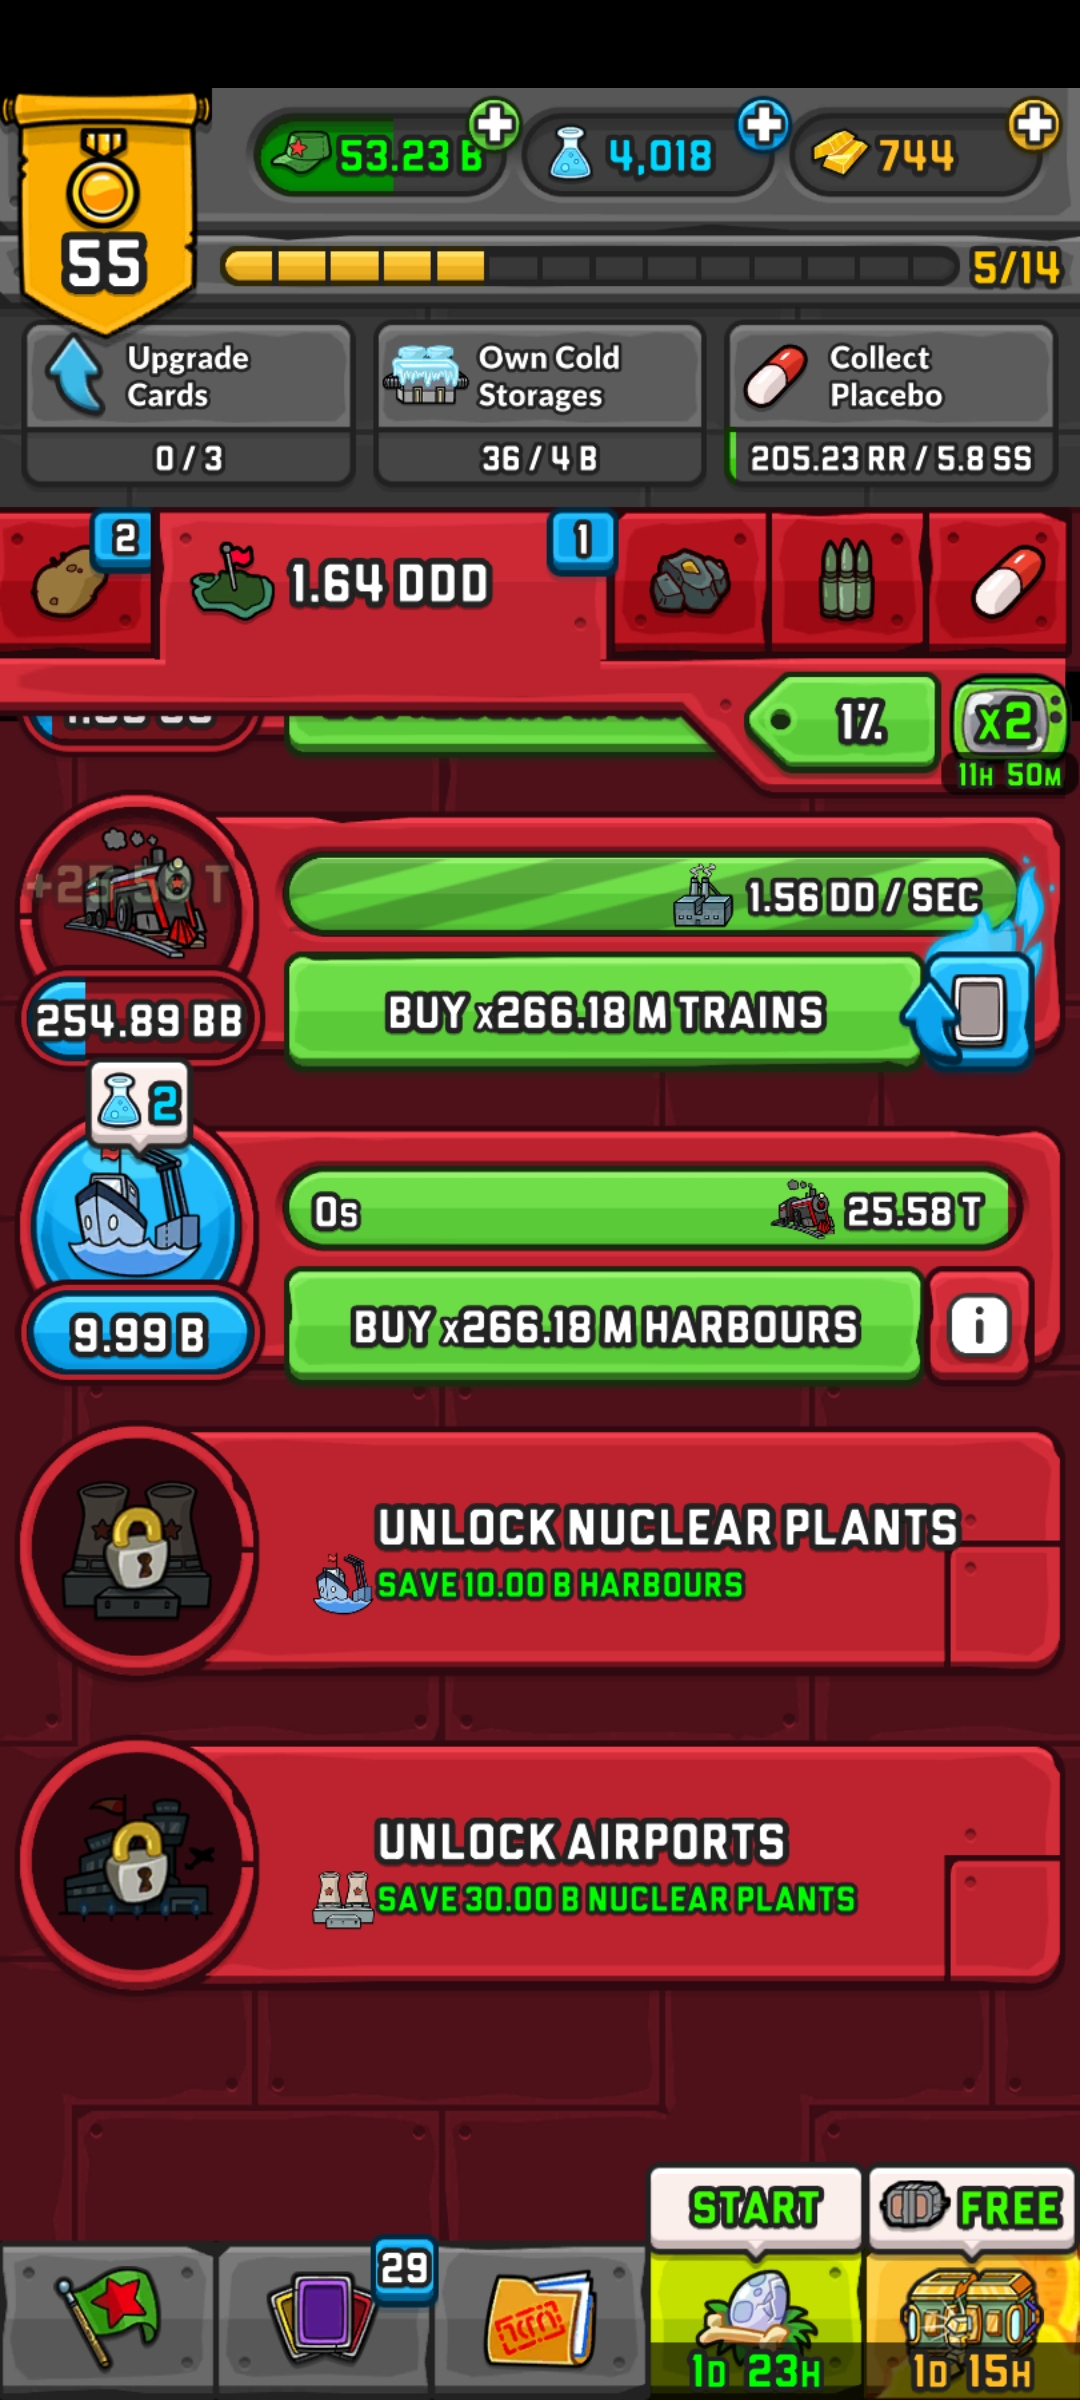 53.23 B
4,018
744
55
5/14
Upgrade
Cards
0 / 3
Own Cold
Storages
36 / 4 B
Collect
Placebo
205.23 RR / 5.8 SS
2
1.64 DDD
1
1%
x2
11H 50M
1.56 DD / SEC
254.89 BB
BUY x266.18 M TRAINS
2
0s
25.58 T
9.99 B
BUY x266.18 M HARBOURS
i
UNLOCK NUCLEAR PLANTS
SAVE 10.00 B HARBOURS
UNLOCK AIRPORTS
SAVE 30.00 B NUCLEAR PLANTS
START
FREE
29
1D 23H
1D 15H